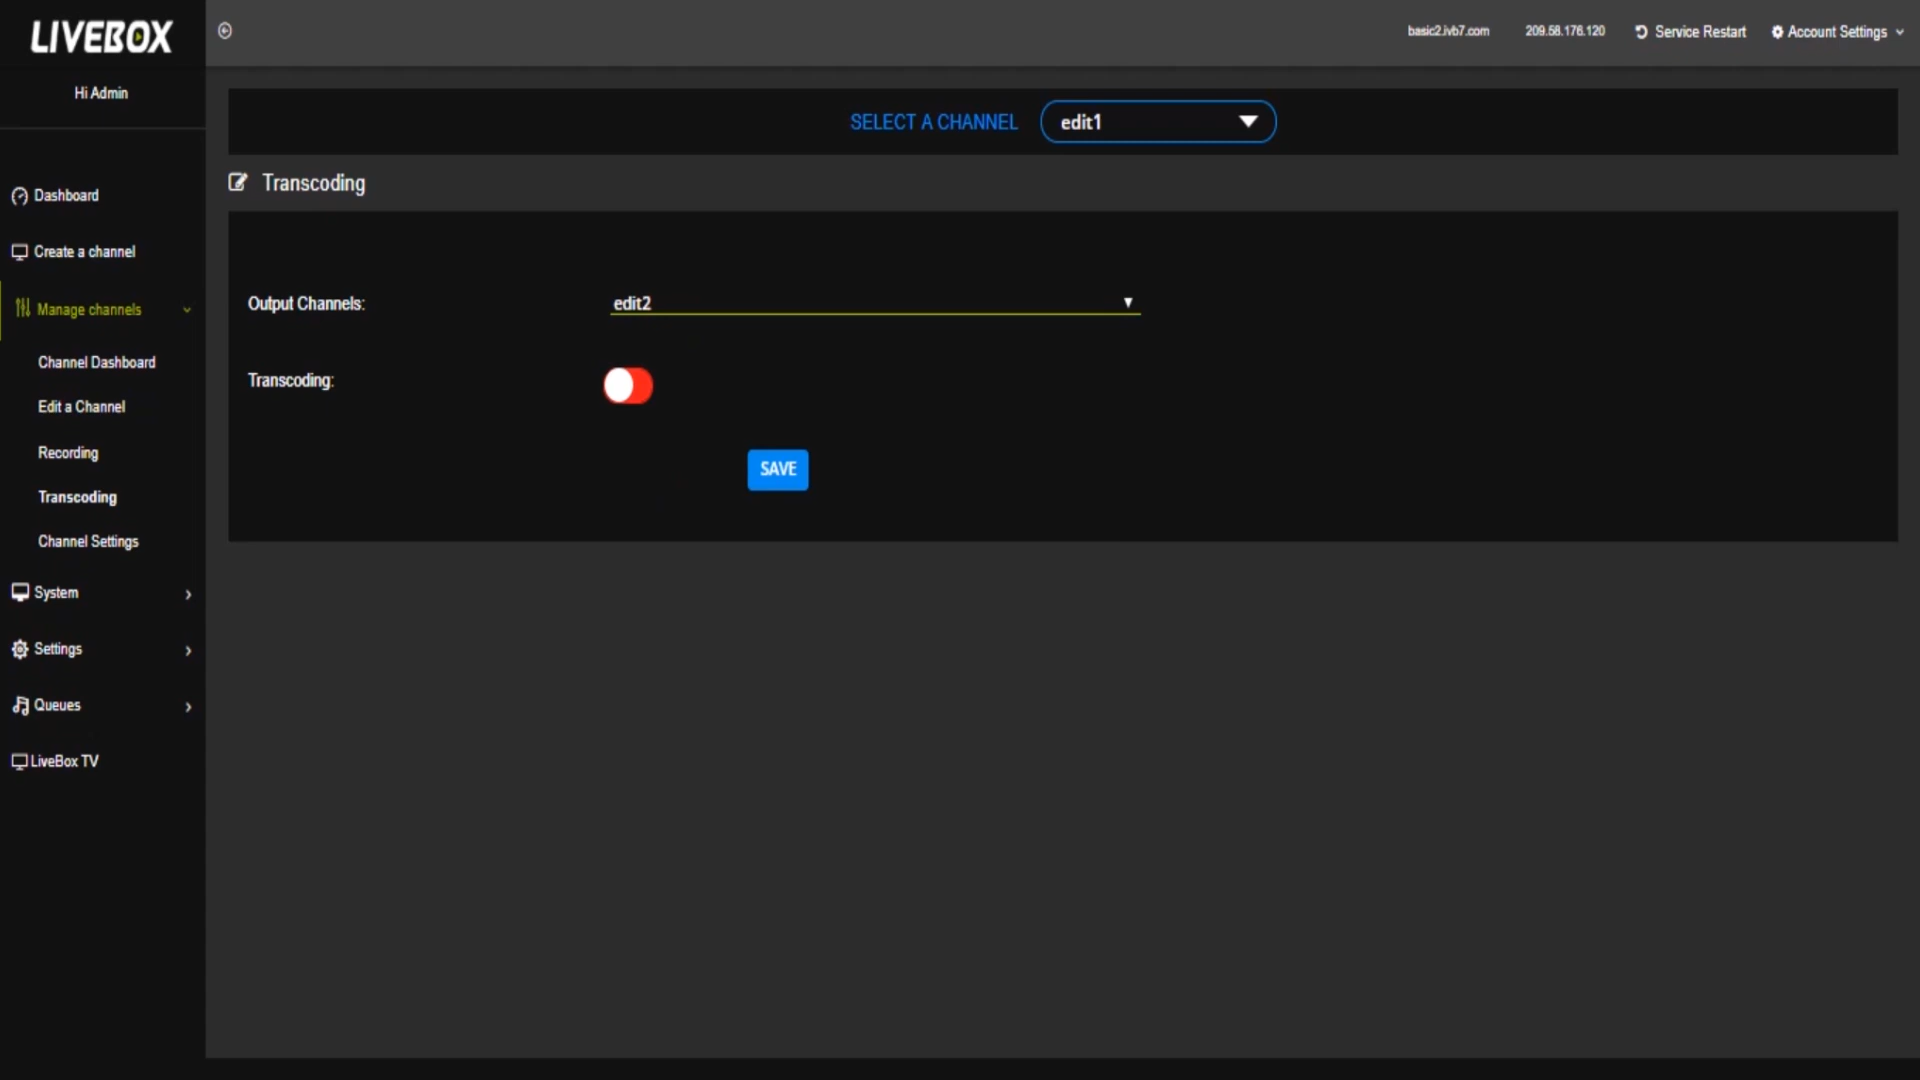 LIVEBOX
basic2.ivb7.com 209.58.176.120 Service Restart Account Settings
Hi Admin
SELECT A CHANNEL edit1
Transcoding
Dashboard
Create a channel
Manage channels
Channel Dashboard
Edit a Channel
Recording
Transcoding
Channel Settings
System
Settings
Queues
LiveBox TV
Output Channels: edit2
Transcoding:
SAVE